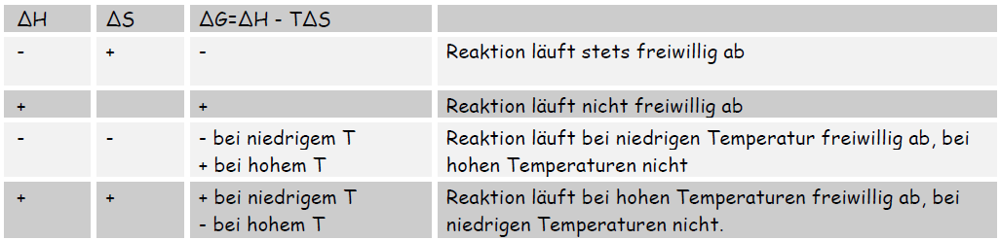 ΔH ΔS ΔG=ΔH - TΔS
- + - Reaktion läuft stets freiwillig ab
+ + Reaktion läuft nicht freiwillig ab
- - - bei niedrigem T Reaktion läuft bei niedrigen Temperatur freiwillig ab, bei
+ bei hohem T hohen Temperaturen nicht
+ + + bei niedrigem T Reaktion läuft bei hohen Temperaturen freiwillig ab, bei
- bei hohem T niedrigen Temperaturen nicht.